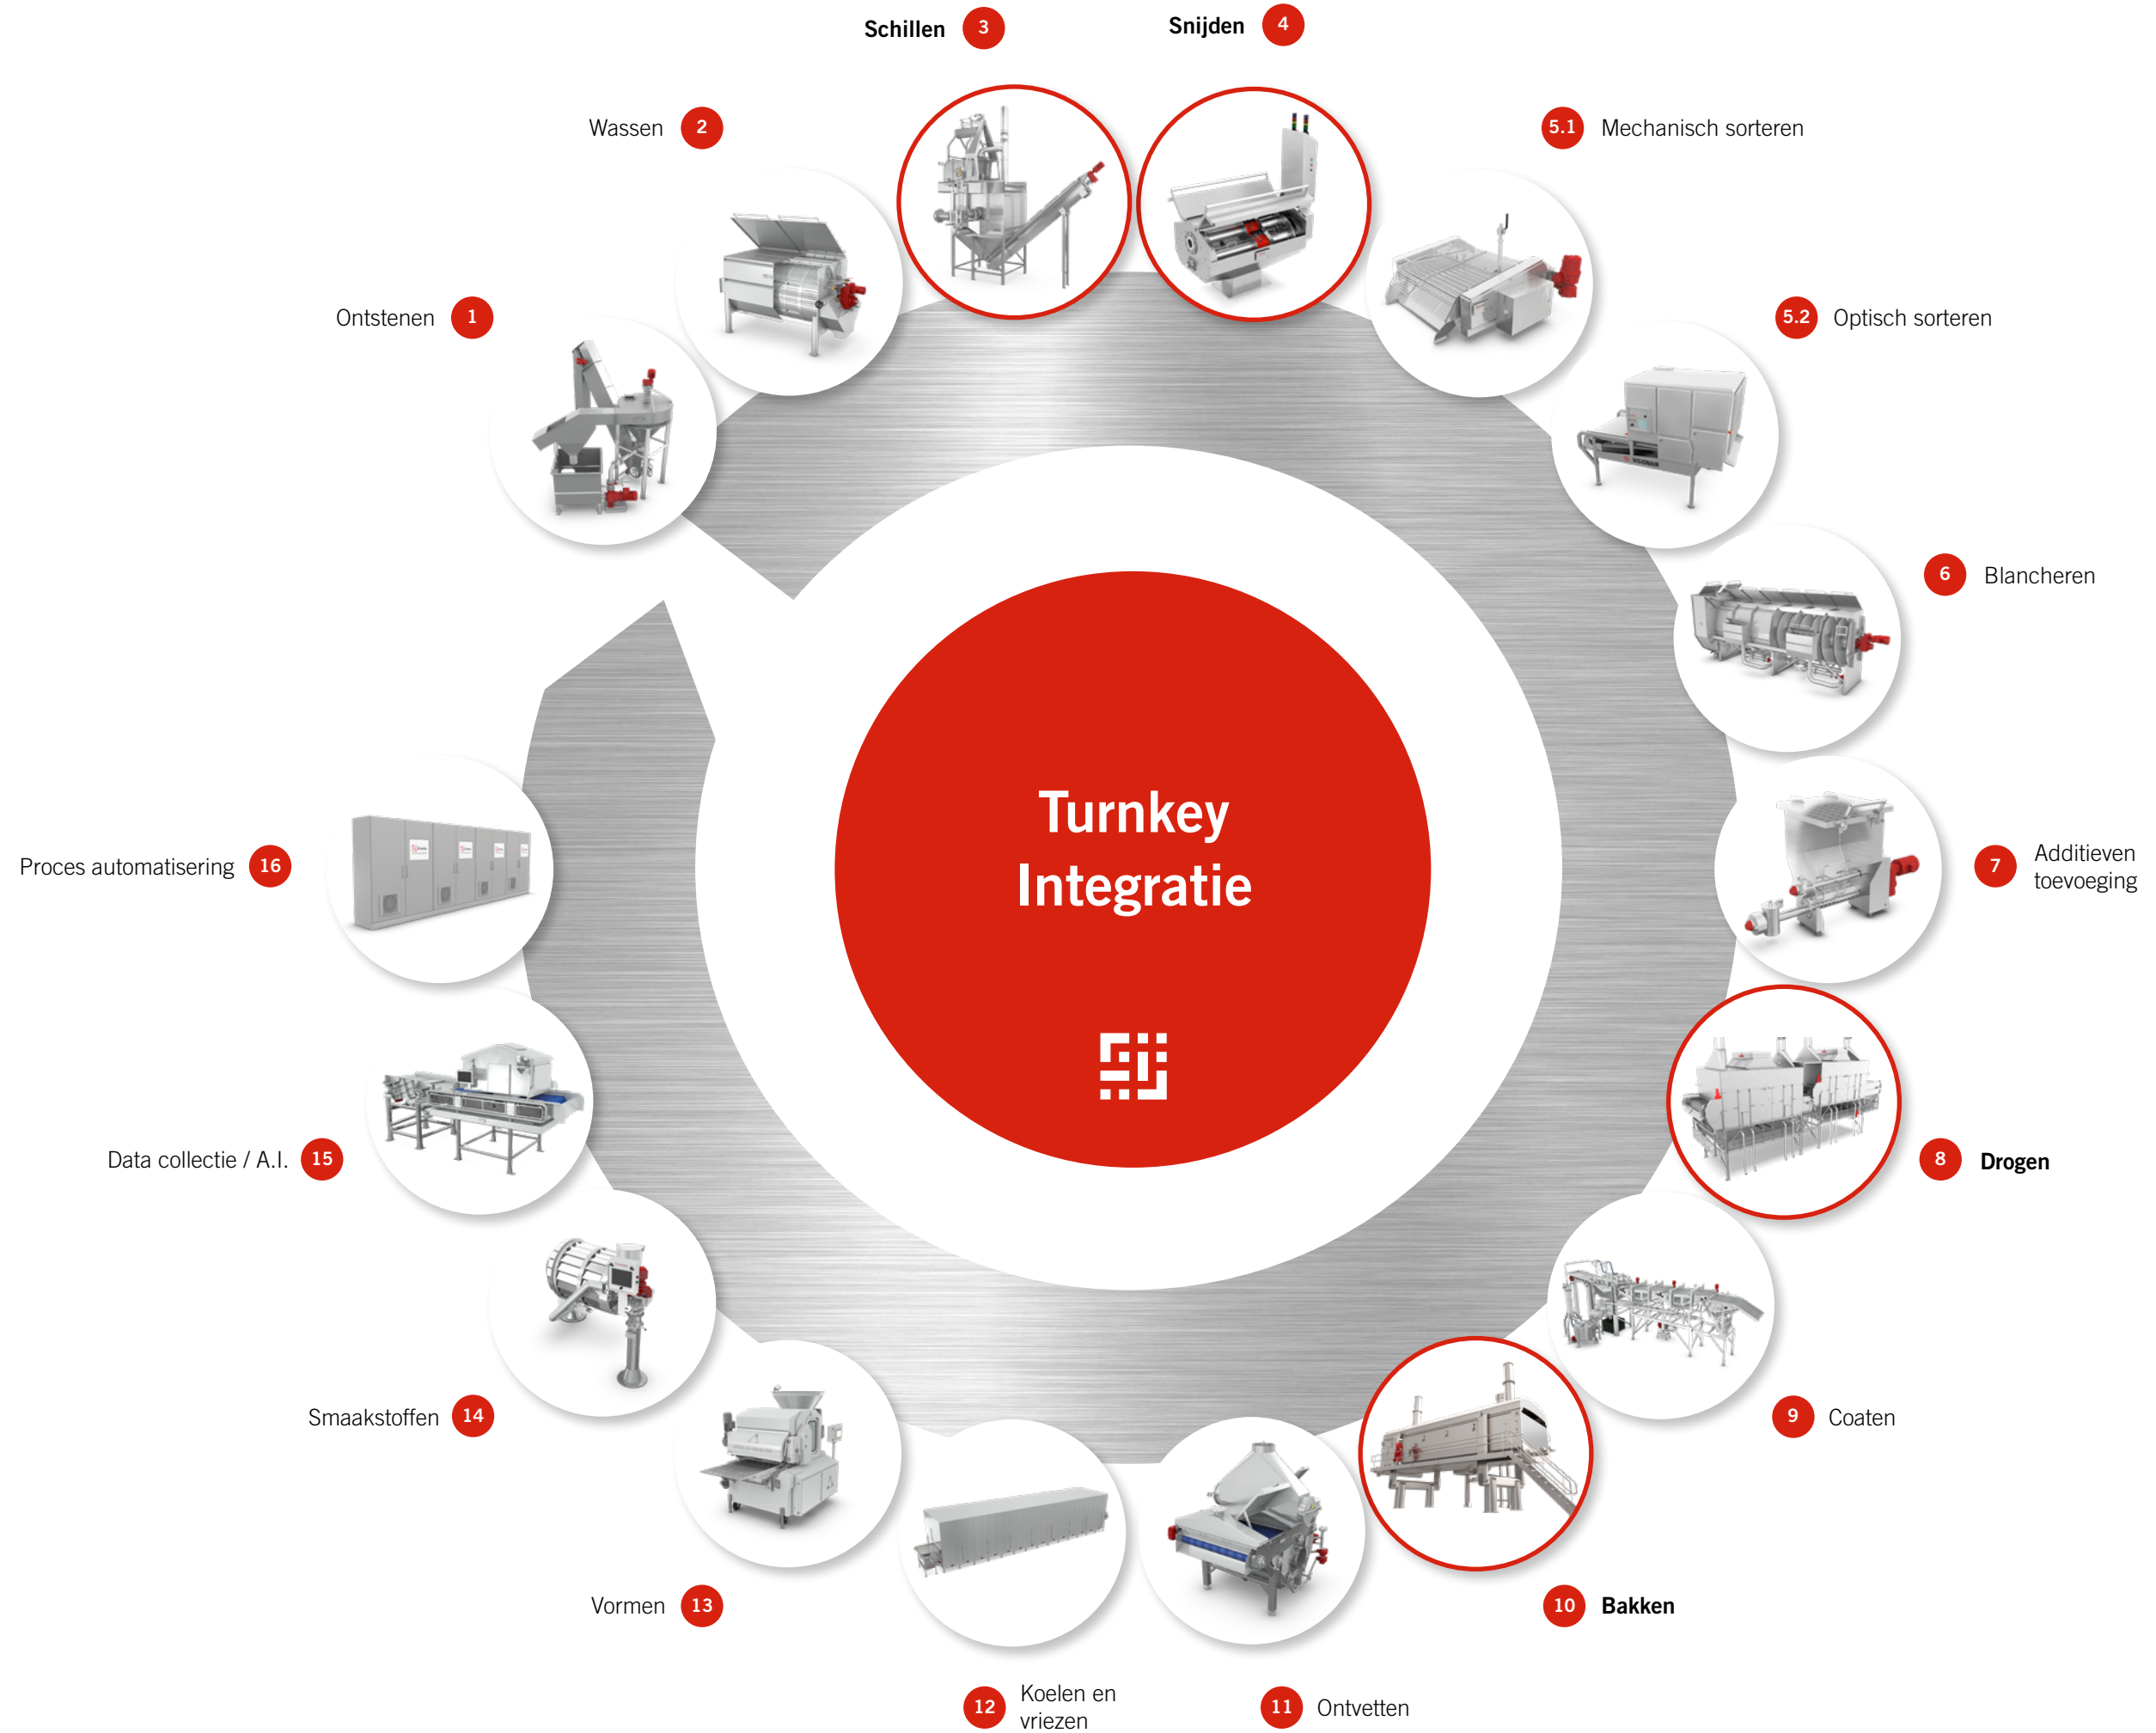 Schillen 3
Snijden 4
Wassen 2
5.1 Mechanisch sorteren
Ontstenen 1
5.2 Optisch sorteren
6 Blancheren
Turnkey
Integratie
Proces automatisering 16
7 Additieven
toevoeging
Data collectie / A.I. 15
8 Drogen
Smaakstoffen 14
9 Coaten
Vormen 13
10 Bakken
12 Koelen en
vriezen
11 Ontvetten